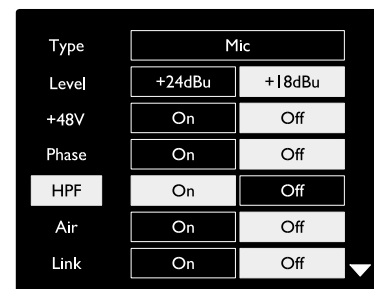 Type Mic
Level +24dBu +18dBu
+48V On Off
Phase On Off
HPF On Off
Air On Off
Link On Off